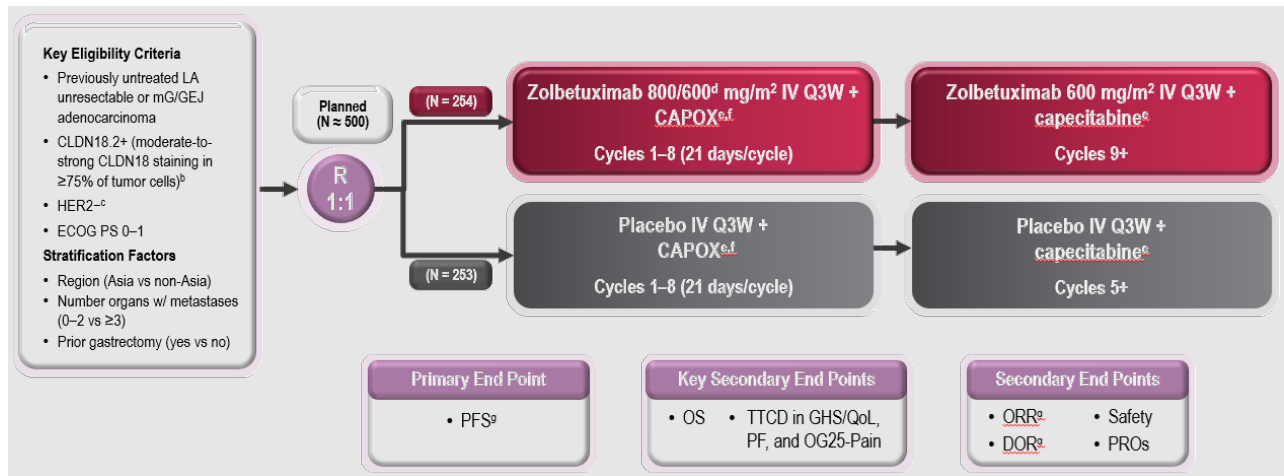 Key Eligibility Criteria
• Previously untreated LA
unresectable or mG/GEJ
adenocarcinoma
• CLDN18.2+ (moderate-to-
strong CLDN18 staining in
≥75% of tumor cells)ᵇ
• HER2−ᶜ
• ECOG PS 0–1
Stratification Factors
• Region (Asia vs non-Asia)
• Number organs w/ metastases
(0–2 vs ≥3)
• Prior gastrectomy (yes vs no)
Planned
(N ≈ 500)
R
1:1
(N = 254)
Zolbetuximab 800/600ᵈ mg/m² IV Q3W +
CAPOXᵉ,ᶠ
Cycles 1–8 (21 days/cycle)
Zolbetuximab 600 mg/m² IV Q3W +
capecitabineᵉ
Cycles 9+
(N = 253)
Placebo IV Q3W +
CAPOXᵉ,ᶠ
Cycles 1–8 (21 days/cycle)
Placebo IV Q3W +
capecitabineᵉ
Cycles 5+
Primary End Point
• PFSᵍ
Key Secondary End Points
• OS • TTCD in GHS/QoL,
PF, and OG25-Pain
Secondary End Points
• ORRᵍ • Safety
• DORᵍ • PROs